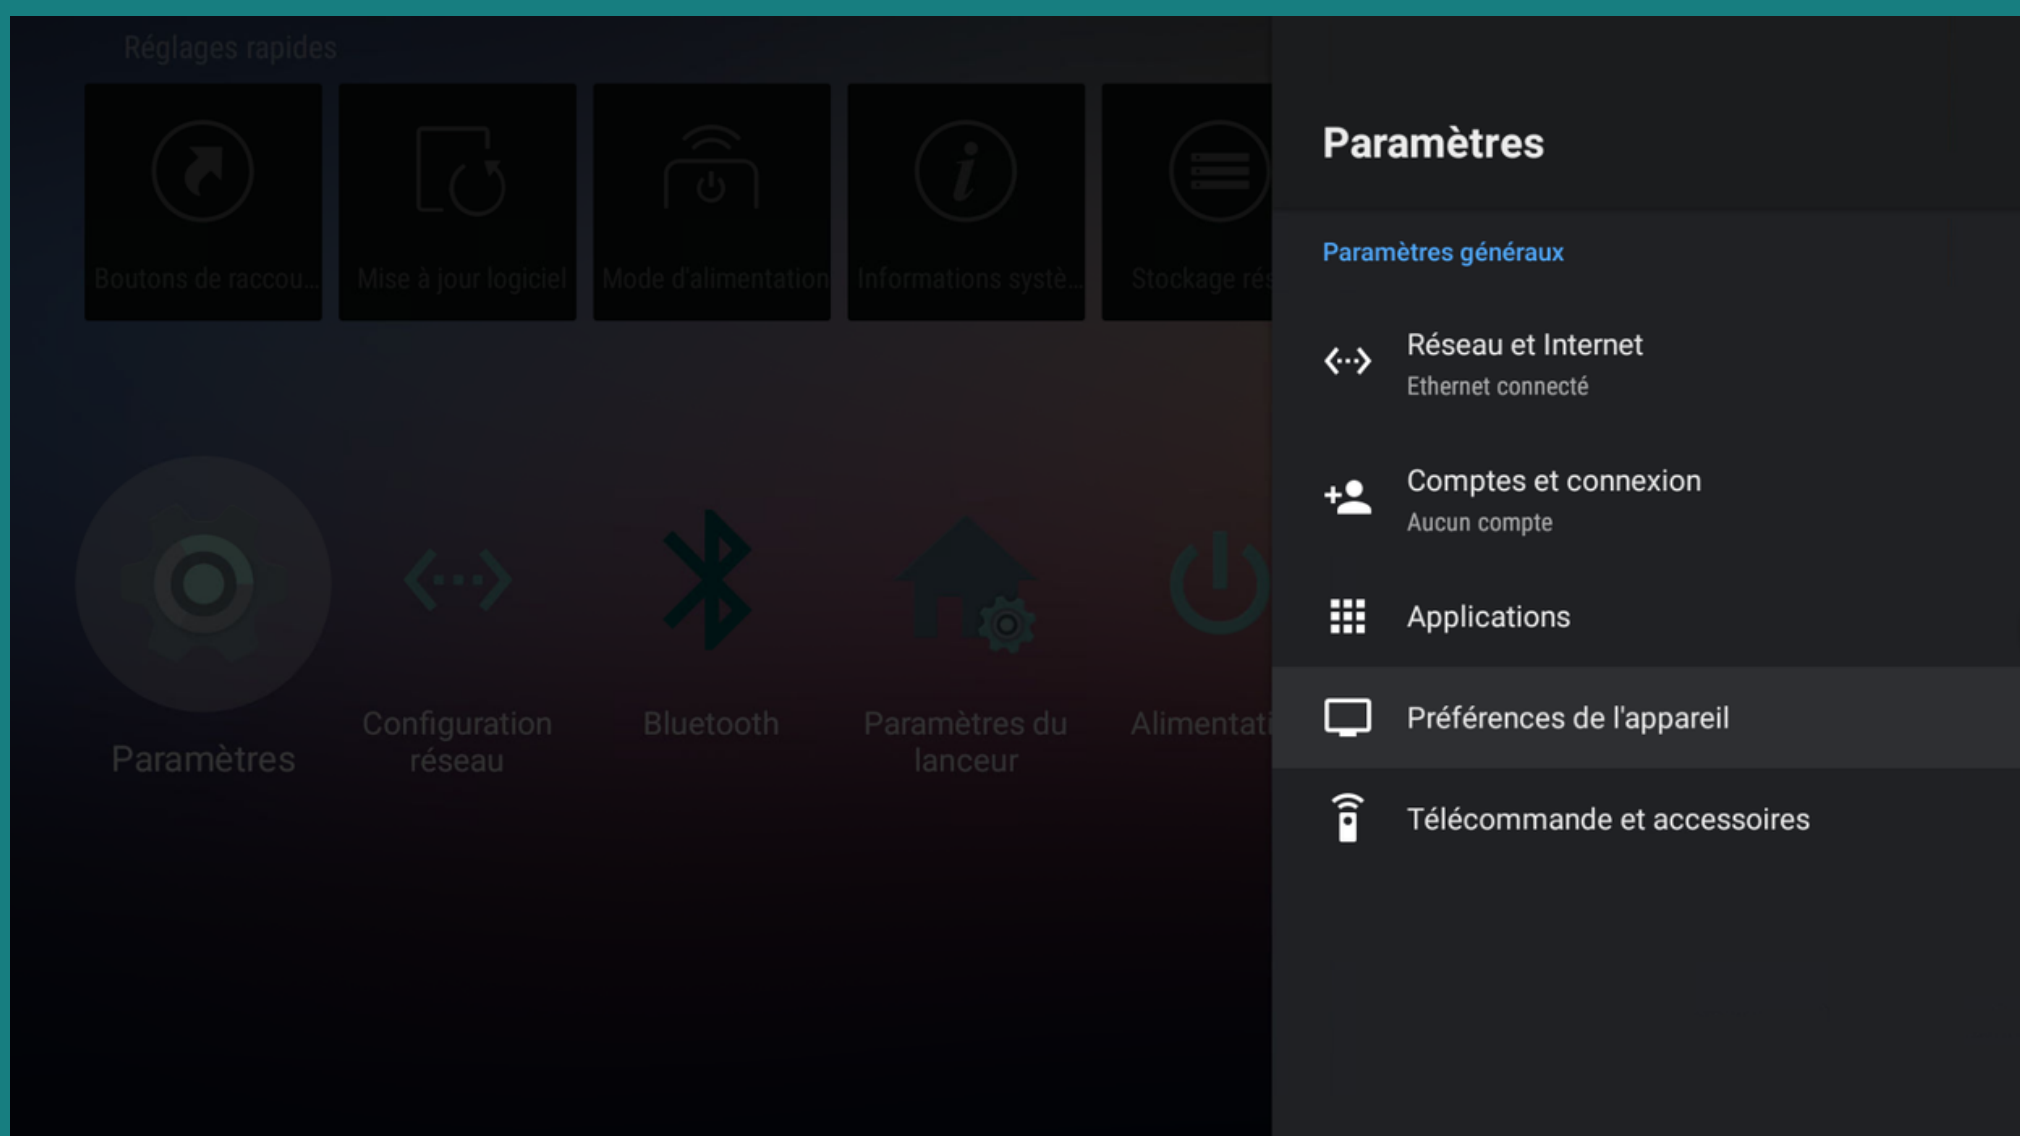 Réglages rapides
Boutons de raccou...
Mise à jour logiciel
Mode d'alimentation
Informations systè...
Stockage rés
Paramètres
Configuration
réseau
Bluetooth
Paramètres du
lanceur
Alimentati
Paramètres
Paramètres généraux
Réseau et Internet
Ethernet connecté
Comptes et connexion
Aucun compte
Applications
Préférences de l'appareil
Télécommande et accessoires